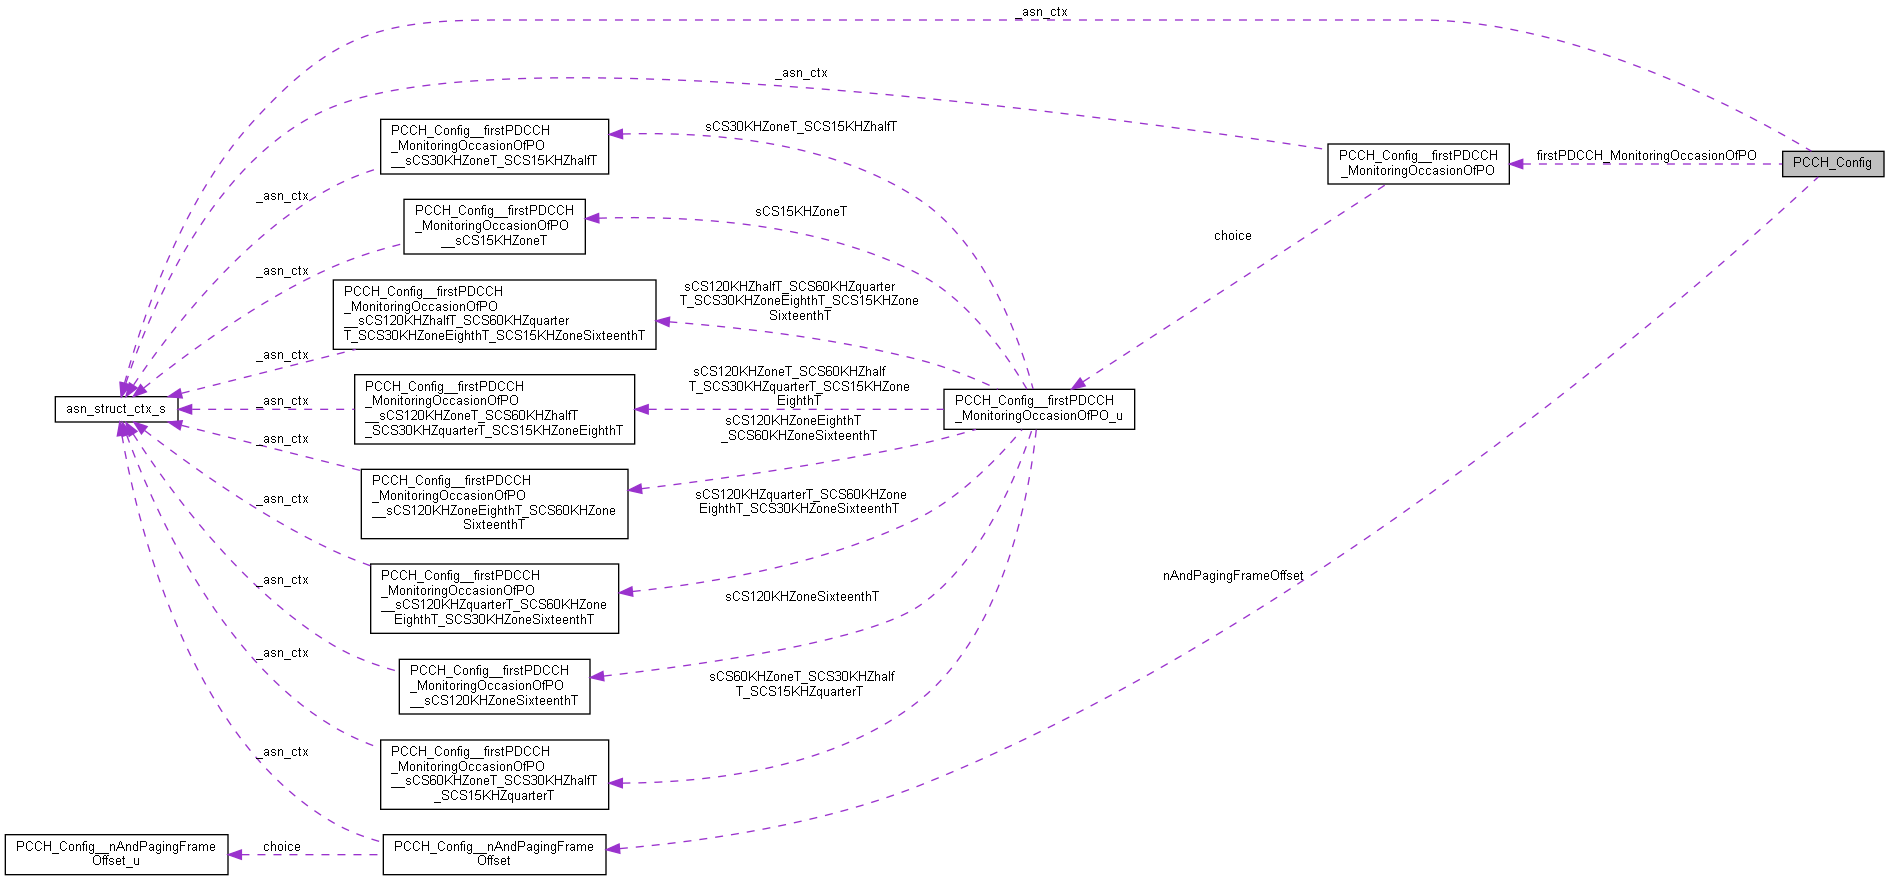 _asn_ctx
_asn_ctx
sCS30KHZoneT_SCS15KHZhalfT
PCCH_Config__firstPDCCH
_MonitoringOccasionOfPO
__sCS30KHZoneT_SCS15KHZhalfT
PCCH_Config__firstPDCCH
_MonitoringOccasionOfPO
firstPDCCH_MonitoringOccasionOfPO
PCCH_Config
_asn_ctx
PCCH_Config__firstPDCCH
_MonitoringOccasionOfPO
__sCS15KHZoneT
sCS15KHZoneT
choice
_asn_ctx
PCCH_Config__firstPDCCH
_MonitoringOccasionOfPO
__sCS120KHZhalfT_SCS60KHZquarter
T_SCS30KHZoneEighthT_SCS15KHZoneSixteenthT
sCS120KHZhalfT_SCS60KHZquarter
T_SCS30KHZoneEighthT_SCS15KHZone
SixteenthT
_asn_ctx
asn_struct_ctx_s
_asn_ctx
PCCH_Config__firstPDCCH
_MonitoringOccasionOfPO
__sCS120KHZoneT_SCS60KHZhalfT
_SCS30KHZquarterT_SCS15KHZoneEighthT
sCS120KHZoneT_SCS60KHZhalf
T_SCS30KHZquarterT_SCS15KHZone
EighthT
PCCH_Config__firstPDCCH
_MonitoringOccasionOfPO_u
sCS120KHZoneEighthT
_SCS60KHZoneSixteenthT
_asn_ctx
PCCH_Config__firstPDCCH
_MonitoringOccasionOfPO
__sCS120KHZoneEighthT_SCS60KHZone
SixteenthT
_asn_ctx
sCS120KHZquarterT_SCS60KHZone
EighthT_SCS30KHZoneSixteenthT
PCCH_Config__firstPDCCH
_MonitoringOccasionOfPO
__sCS120KHZquarterT_SCS60KHZone
EighthT_SCS30KHZoneSixteenthT
_asn_ctx
sCS120KHZoneSixteenthT
nAndPagingFrameOffset
PCCH_Config__firstPDCCH
_MonitoringOccasionOfPO
__sCS120KHZoneSixteenthT
_asn_ctx
sCS60KHZoneT_SCS30KHZhalf
T_SCS15KHZquarterT
PCCH_Config__firstPDCCH
_MonitoringOccasionOfPO
__sCS60KHZoneT_SCS30KHZhalfT
_SCS15KHZquarterT
_asn_ctx
PCCH_Config__nAndPagingFrame
Offset_u
choice
PCCH_Config__nAndPagingFrame
Offset